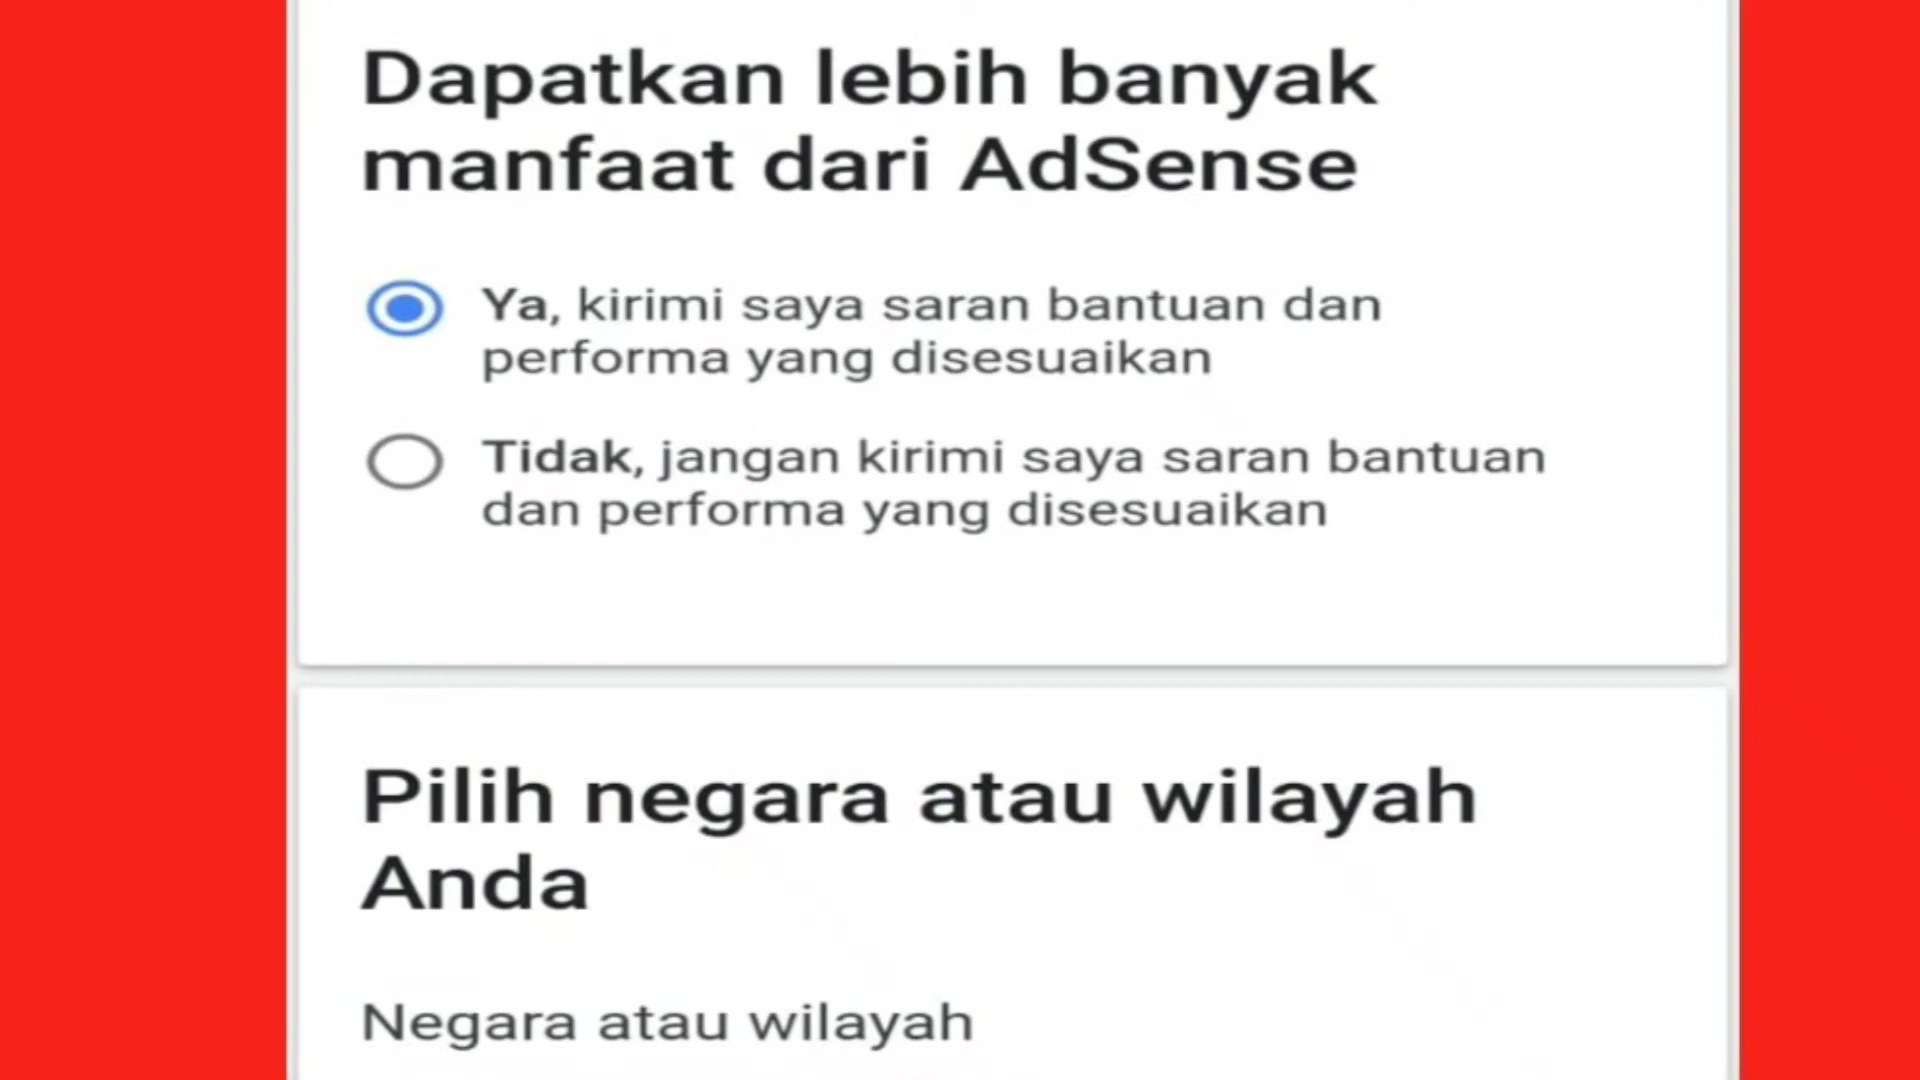 Dapatkan lebih banyak
manfaat dari AdSense
Ya, kirimi saya saran bantuan dan
performa yang disesuaikan
Tidak, jangan kirimi saya saran bantuan
dan performa yang disesuaikan
Pilih negara atau wilayah
Anda
Negara atau wilayah